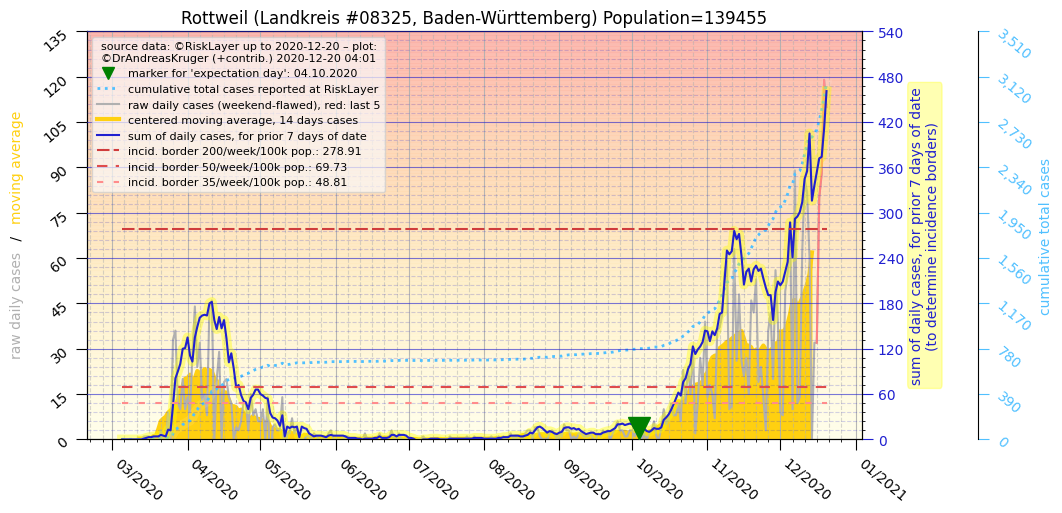 Rottweil (Landkreis #08325, Baden-Württemberg) Population=139455
source data: ©RiskLayer up to 2020-12-20 – plot:
©DrAndreasKruger (+contrib.) 2020-12-20 04:01
marker for 'expectation day': 04.10.2020
cumulative total cases reported at RiskLayer
raw daily cases (weekend-flawed), red: last 5
centered moving average, 14 days cases
sum of daily cases, for prior 7 days of date
incid. border 200/week/100k pop.: 278.91
incid. border 50/week/100k pop.: 69.73
incid. border 35/week/100k pop.: 48.81
raw daily cases / moving average
135
120
105
90
75
60
45
30
15
0
03/2020
04/2020
05/2020
06/2020
07/2020
08/2020
09/2020
10/2020
11/2020
12/2020
01/2021
540
480
420
360
300
240
180
120
60
0
sum of daily cases, for prior 7 days of date
(to determine incidence borders)
3,510
3,120
2,730
2,340
1,950
1,560
1,170
780
390
0
cumulative total cases